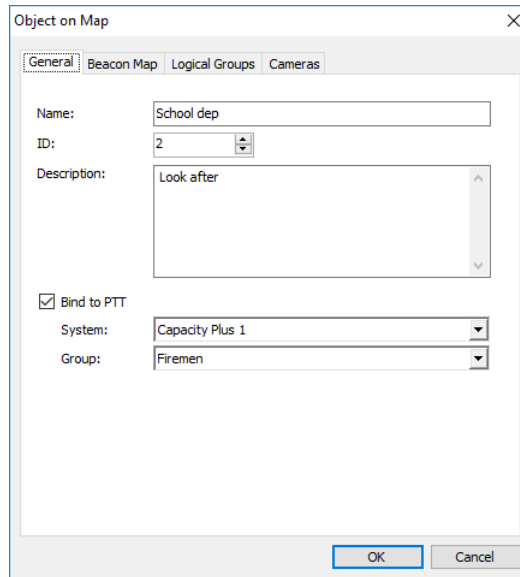 Object on Map
General Beacon Map Logical Groups Cameras
Name: School dep
ID: 2
Description: Look after
Bind to PTT
System: Capacity Plus 1
Group: Firemen
OK Cancel